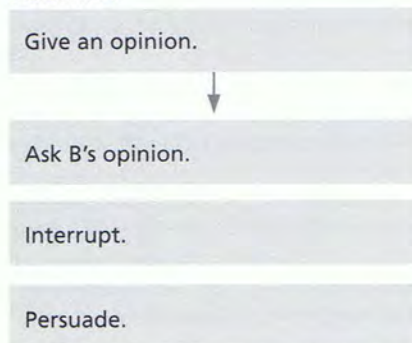 Give an opinion.
Ask B's opinion.
Interrupt.
Persuade.